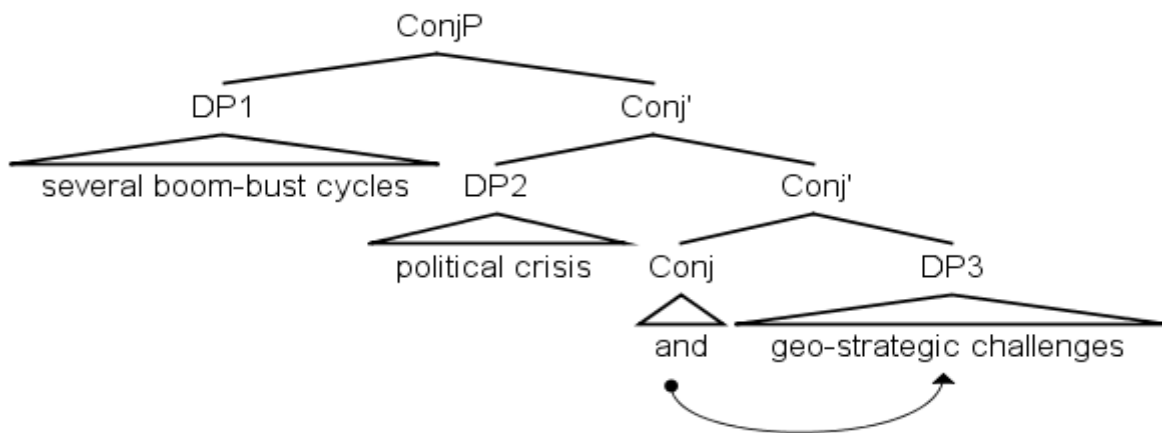 ConjP
DP1 Conj'
several boom-bust cycles DP2 Conj'
political crisis Conj DP3
and geo-strategic challenges